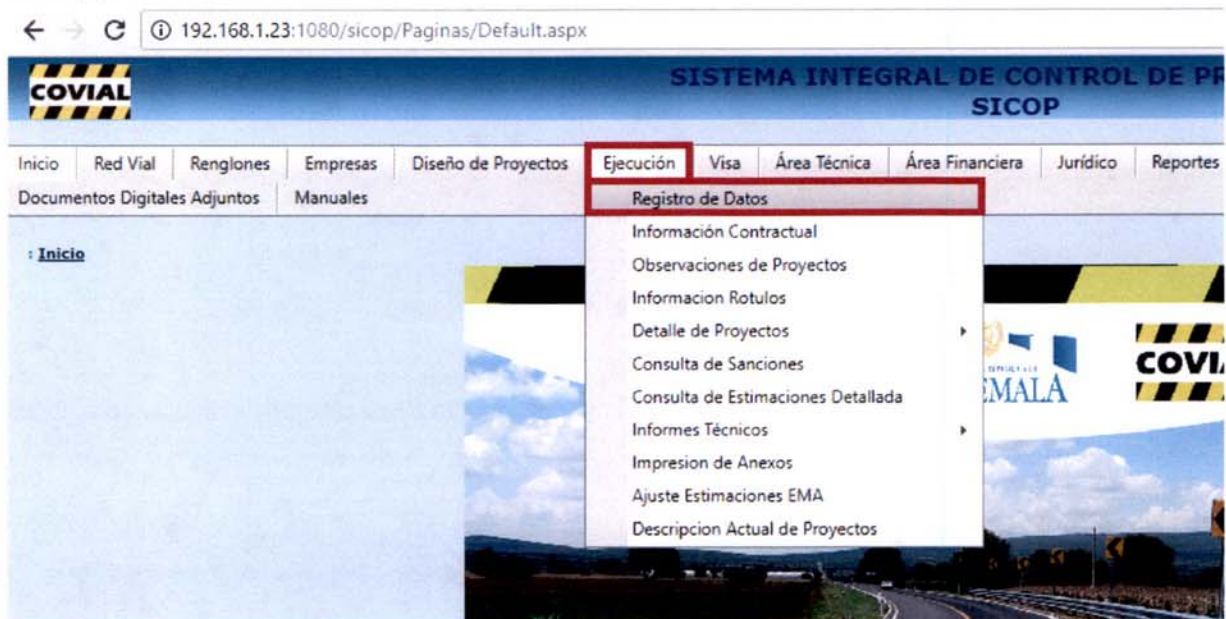 192.168.1.23:1080/sicop/Paginas/Default.aspx
COVIAL
SISTEMA INTEGRAL DE CONTROL DE PR
SICOP
Inicio Red Vial Renglones Empresas Diseño de Proyectos Ejecución Visa Área Técnica Área Financiera Jurídico Reportes
Documentos Digitales Adjuntos Manuales
Registro de Datos
Información Contractual
Observaciones de Proyectos
Informacion Rotulos
Detalle de Proyectos
Consulta de Sanciones
Consulta de Estimaciones Detallada
Informes Técnicos
Impresion de Anexos
Ajuste Estimaciones EMA
Descripcion Actual de Proyectos
: Inicio
EMALA
COVI